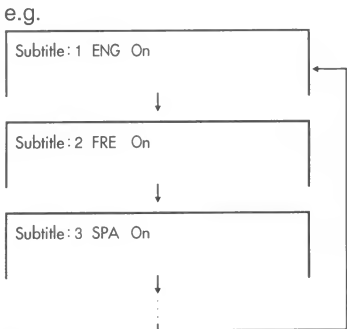 e.g.
Subtitle : 1 ENG On
Subtitle : 2 FRE On
Subtitle : 3 SPA On